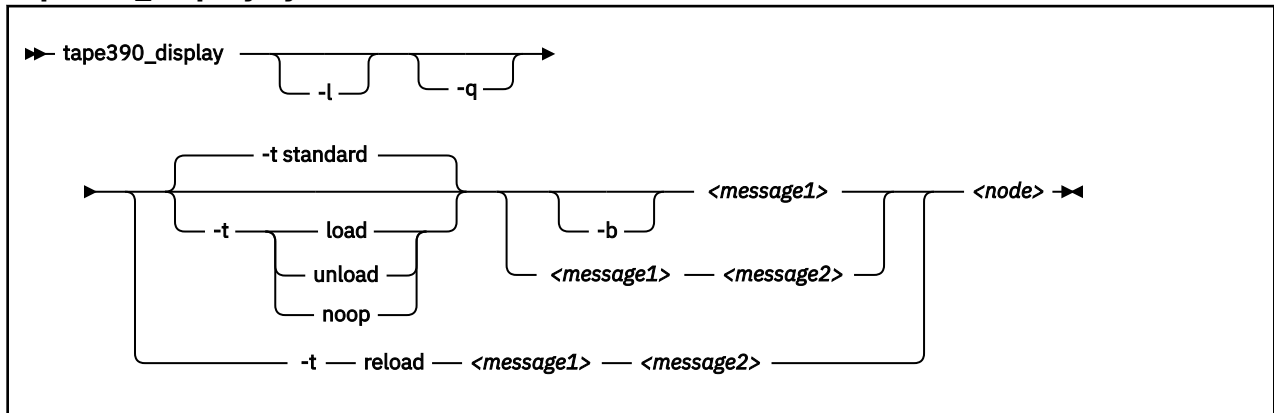 tape390_display
-l
-q
-t standard
<message1>
<node>
-t
load
-b
unload
<message1>
<message2>
noop
-t
reload
<message1>
<message2>